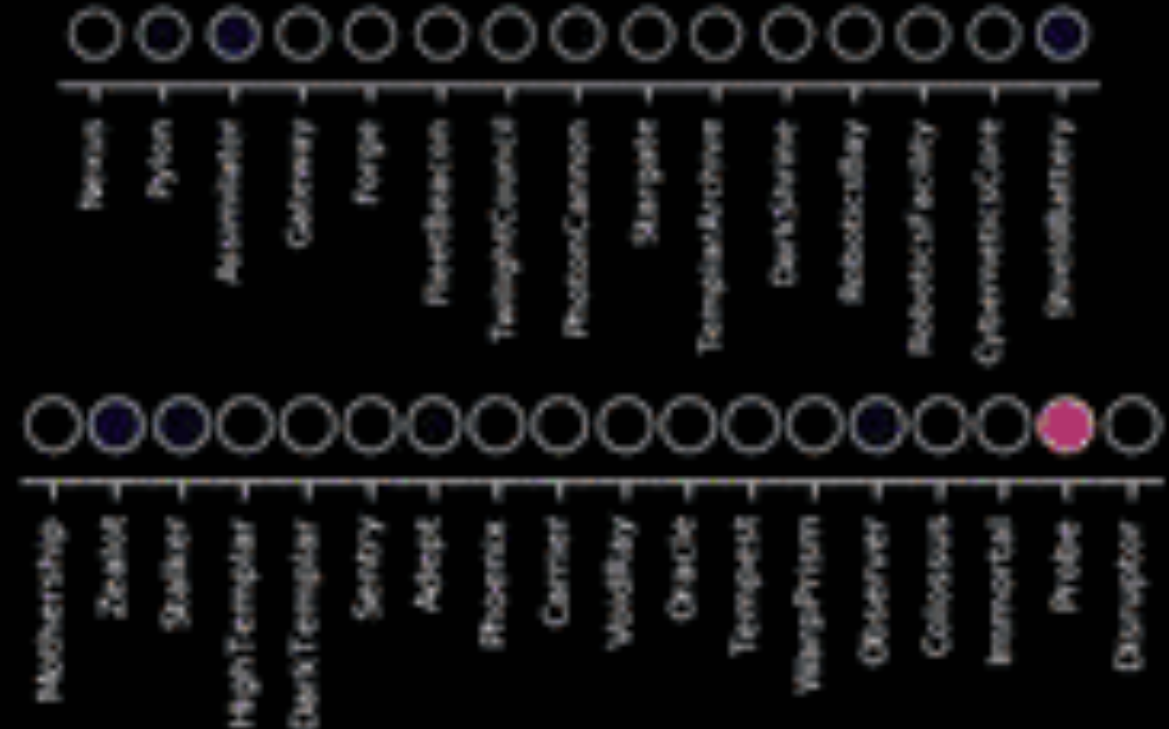 Nexus
Pylon
Assimilator
Gateway
Forge
FleetBeacon
TwilightCouncil
PhotonCannon
Stargate
TemplarArchive
DarkShrine
RoboticsBay
RoboticsFacility
CyberneticsCore
ShieldBattery
Mothership
Zealot
Stalker
HighTemplar
DarkTemplar
Sentry
Adept
Phoenix
Carrier
VoidRay
Oracle
Tempest
WarpPrism
Observer
Colossus
Immortal
Probe
Disruptor